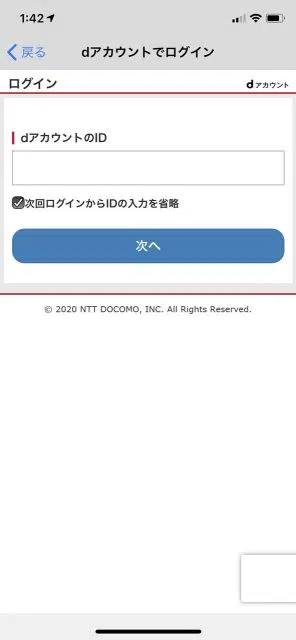 1:42
戻る dアカウントでログイン
ログイン dアカウント
dアカウントのID
次回ログインからIDの入力を省略
次へ
© 2020 NTT DOCOMO, INC. All Rights Reserved.